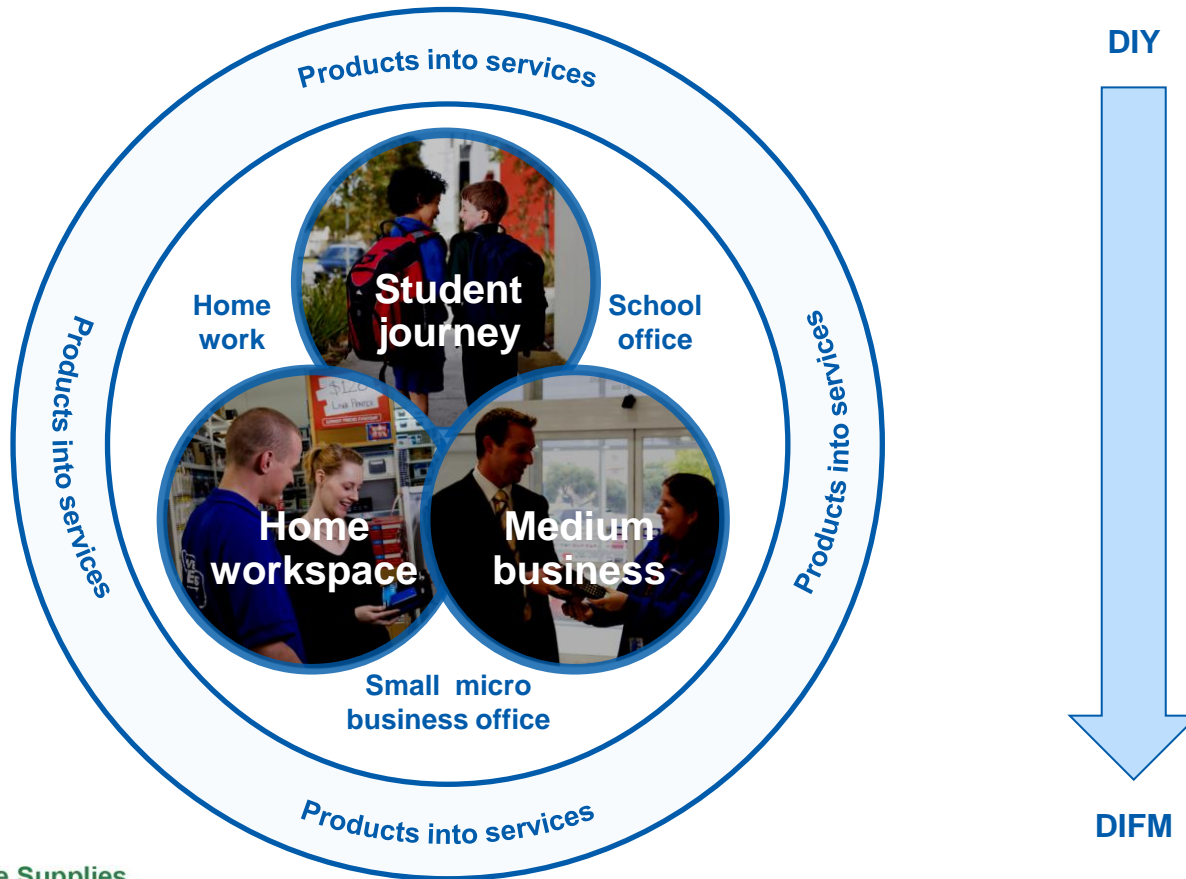 DIY
Products into services
Student
journey
Home
work
School
office
Products into services
Products into services
$128
Home
workspace
Medium
business
Small micro
business office
Products into services
DIFM
e Supplies